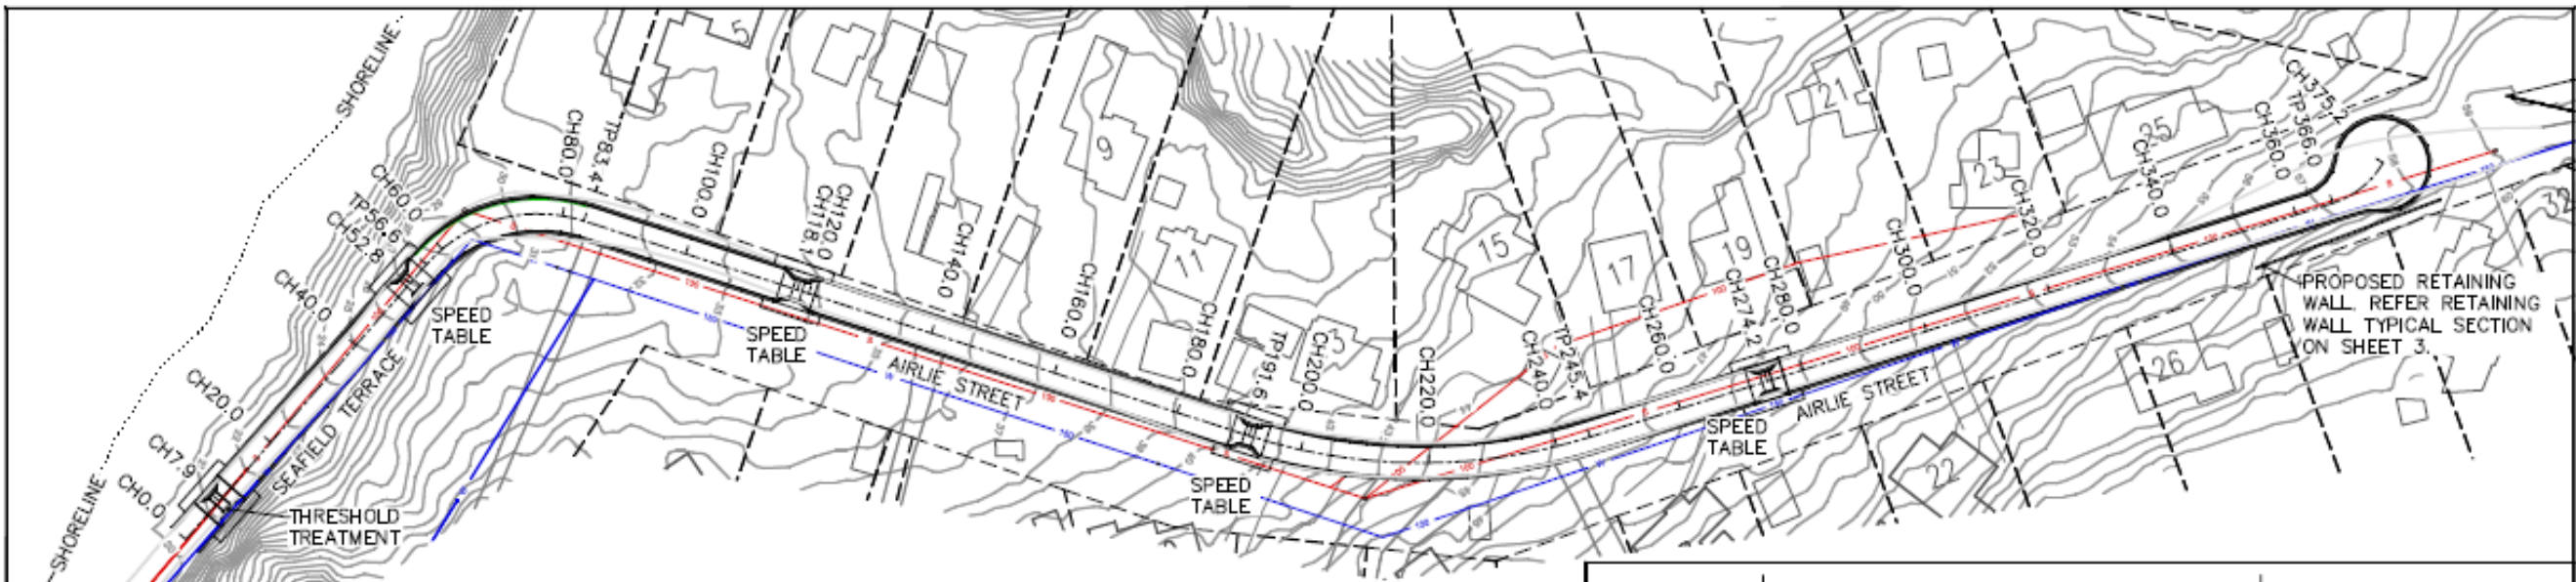 SHORELINE
SHORELINE
CH0.0
CH7.9
CH20.0
CH40.0
CH52.8
TP56.6
CH60.0
CH80.0
TP83.4
CH100.0
CH118.1
CH120.0
CH140.0
CH160.0
CH180.0
TP191.6
CH200.0
CH220.0
CH240.0
TP245.4
CH260.0
CH274.2
CH280.0
CH300.0
CH320.0
CH340.0
CH360.0
TP366.0
CH375.2
SEAFIELD TERRACE
THRESHOLD
TREATMENT
SPEED
TABLE
SPEED
TABLE
AIRLIE STREET
SPEED
TABLE
SPEED
TABLE
AIRLIE STREET
PROPOSED RETAINING
WALL. REFER RETAINING
WALL TYPICAL SECTION
ON SHEET 3.
5
9
11
3
15
17
19
21
23
25
22
26
32